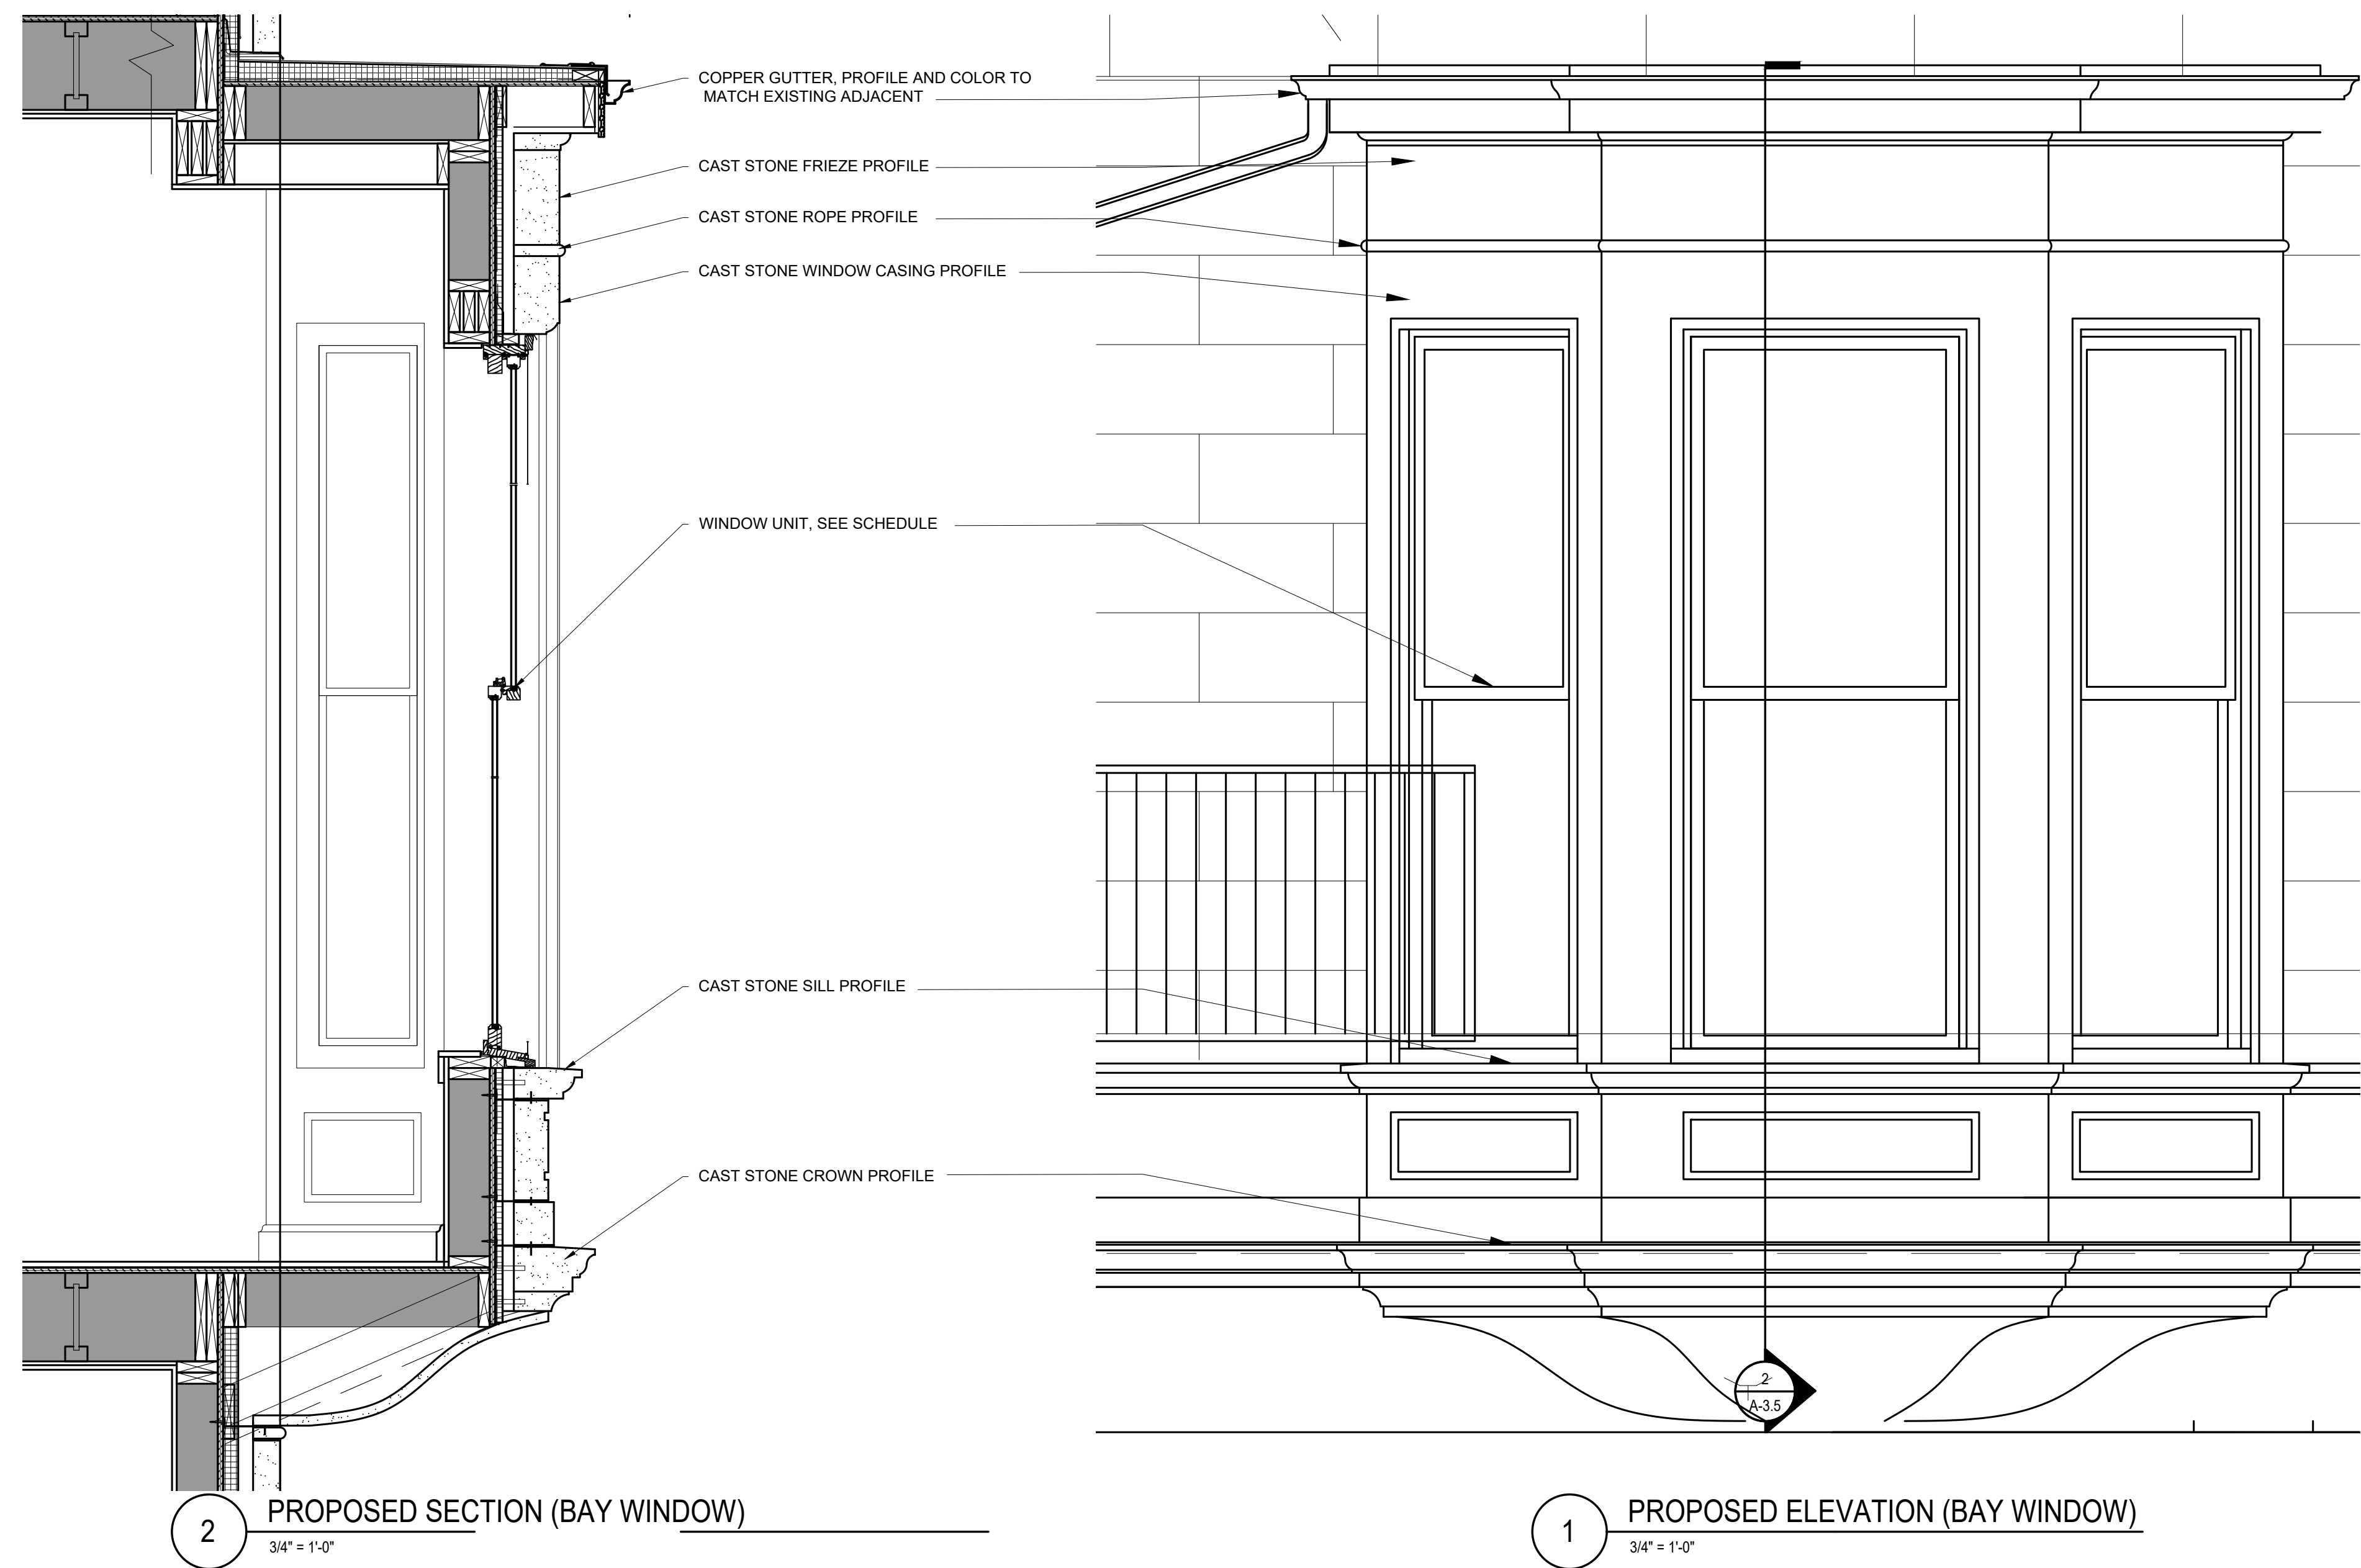 COPPER GUTTER, PROFILE AND COLOR TO
MATCH EXISTING ADJACENT
CAST STONE FRIEZE PROFILE
CAST STONE ROPE PROFILE
CAST STONE WINDOW CASING PROFILE
WINDOW UNIT, SEE SCHEDULE
CAST STONE SILL PROFILE
CAST STONE CROWN PROFILE
2
A-3.5
2
PROPOSED SECTION (BAY WINDOW)
3/4" = 1'-0"
1
PROPOSED ELEVATION (BAY WINDOW)
3/4" = 1'-0"